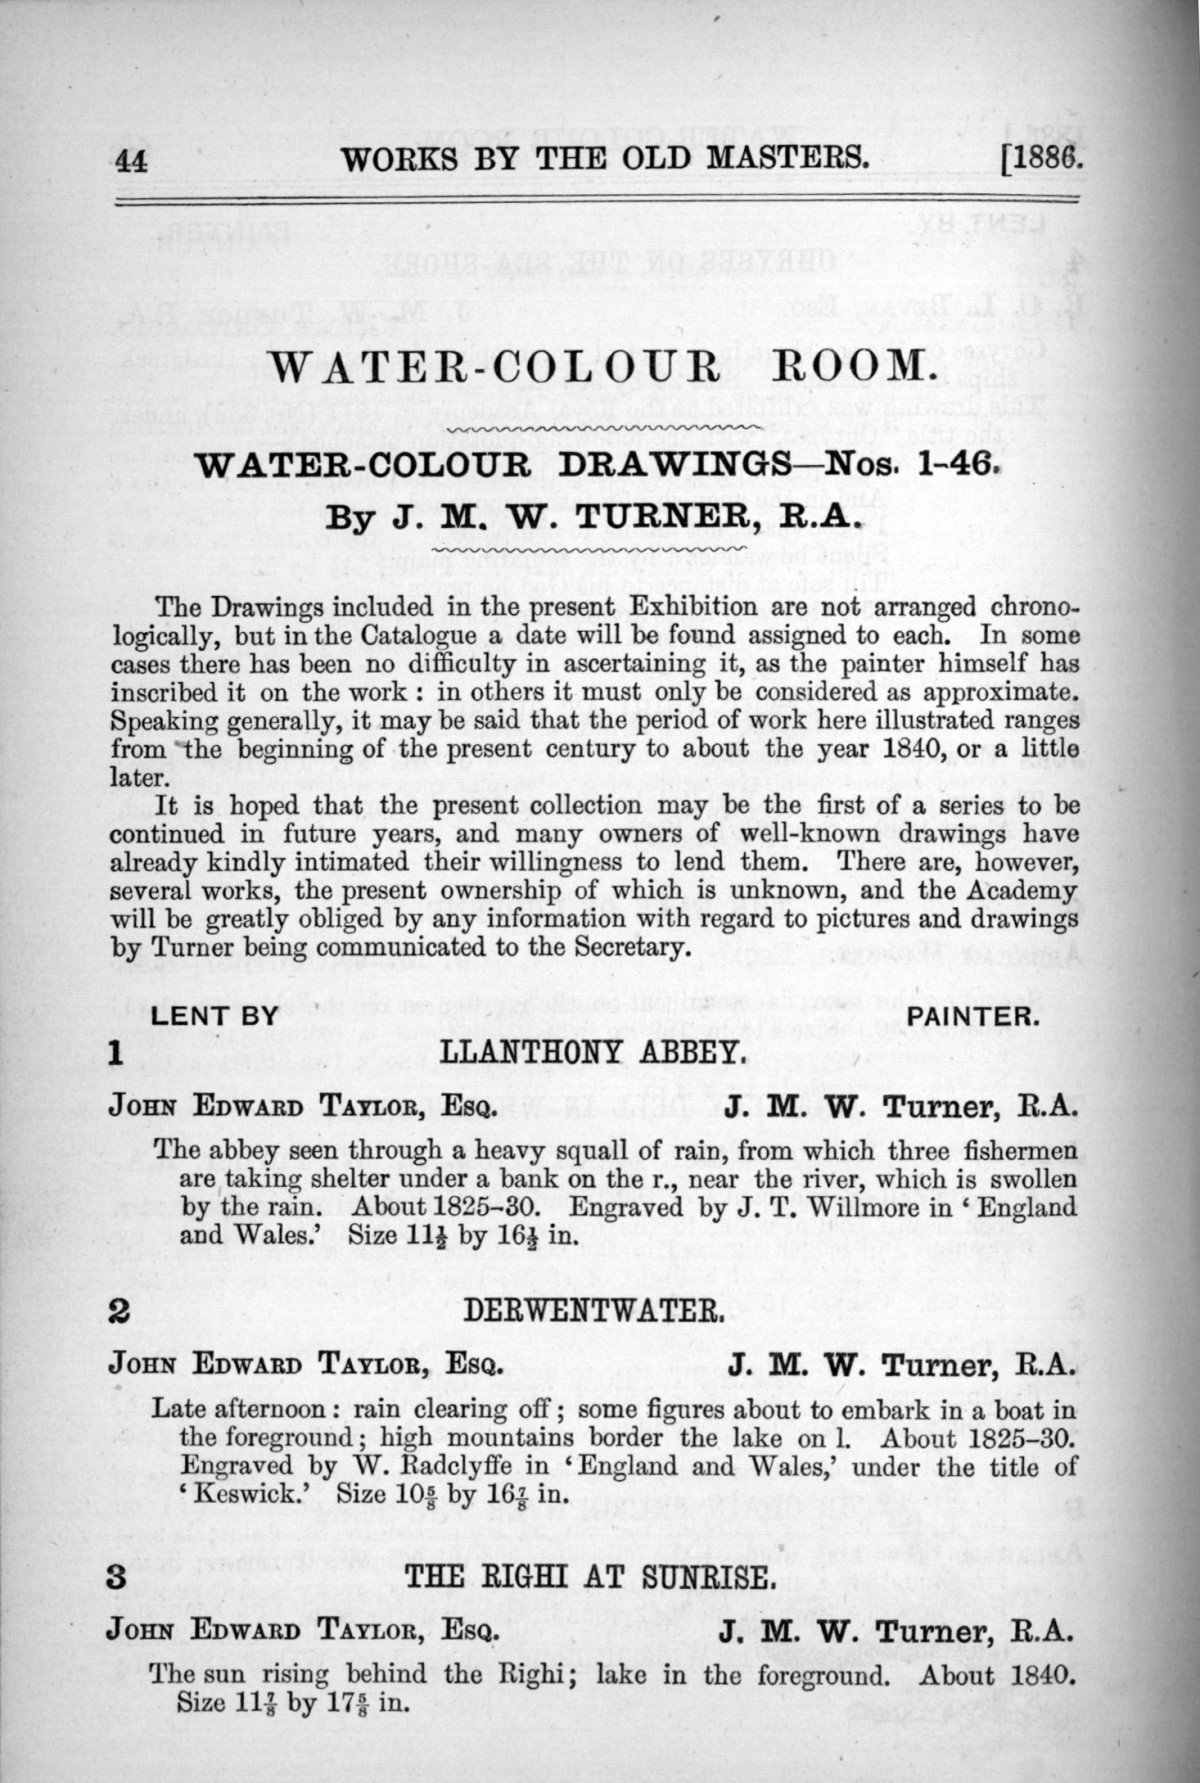 44 WORKS BY THE OLD MASTERS. [1886.
WATER-COLOUR ROOM.
WATER-COLOUR DRAWINGS—Nos. 1-46.
By J. M. W. TURNER, R.A.
The Drawings included in the present Exhibition are not arranged chrono-
logically, but in the Catalogue a date will be found assigned to each. In some
cases there has been no difficulty in ascertaining it, as the painter himself has
inscribed it on the work : in others it must only be considered as approximate.
Speaking generally, it may be said that the period of work here illustrated ranges
from the beginning of the present century to about the year 1840, or a little
later.
It is hoped that the present collection may be the first of a series to be
continued in future years, and many owners of well-known drawings have
already kindly intimated their willingness to lend them. There are, however,
several works, the present ownership of which is unknown, and the Academy
will be greatly obliged by any information with regard to pictures and drawings
by Turner being communicated to the Secretary.
LENT BY PAINTER.
1 LLANTHONY ABBEY.
JOHN EDWARD TAYLOR, ESQ. J. M. W. Turner, R.A.
The abbey seen through a heavy squall of rain, from which three fishermen
are taking shelter under a bank on the r., near the river, which is swollen
by the rain. About 1825-30. Engraved by J. T. Willmore in ‘ England
and Wales.’ Size 11½ by 16½ in.
2 DERWENTWATER.
JOHN EDWARD TAYLOR, ESQ. J. M. W. Turner, R.A.
Late afternoon : rain clearing off ; some figures about to embark in a boat in
the foreground ; high mountains border the lake on l. About 1825-30.
Engraved by W. Radclyffe in ‘ England and Wales,’ under the title of
‘ Keswick.’ Size 10⅝ by 16⅞ in.
3 THE RIGHI AT SUNRISE.
JOHN EDWARD TAYLOR, ESQ. J. M. W. Turner, R.A.
The sun rising behind the Righi ; lake in the foreground. About 1840.
Size 11⅞ by 17⅝ in.